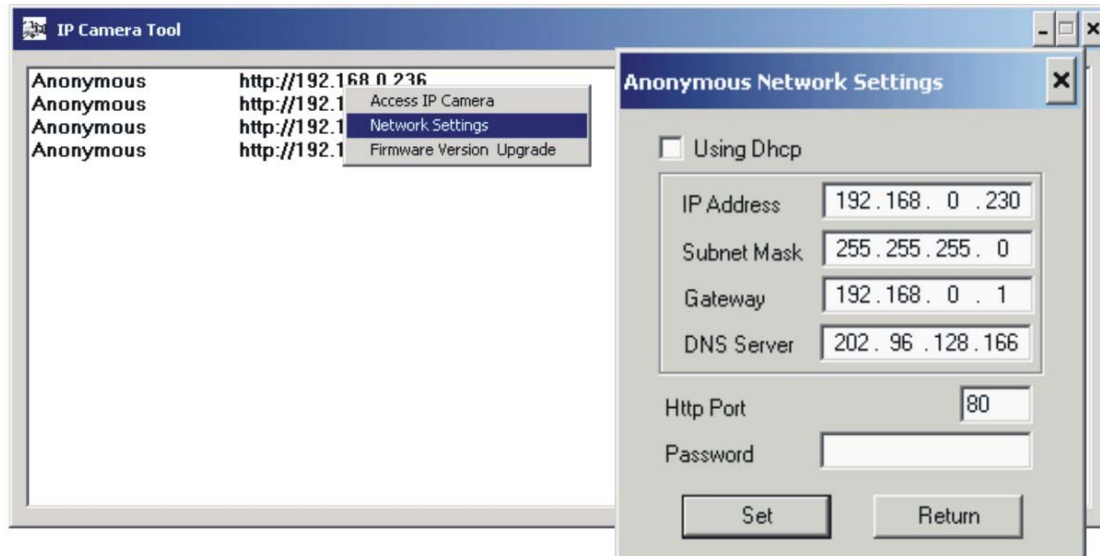 IP Camera Tool
Anonymous http://192.168.0.236
Anonymous http://192.1
Anonymous http://192.1
Anonymous http://192.1
Access IP Camera
Network Settings
Firmware Version Upgrade
Anonymous Network Settings
Using Dhcp
IP Address 192.168. 0 .230
Subnet Mask 255.255.255. 0
Gateway 192.168. 0 . 1
DNS Server 202. 96 .128.166
Http Port 80
Password
Set Return